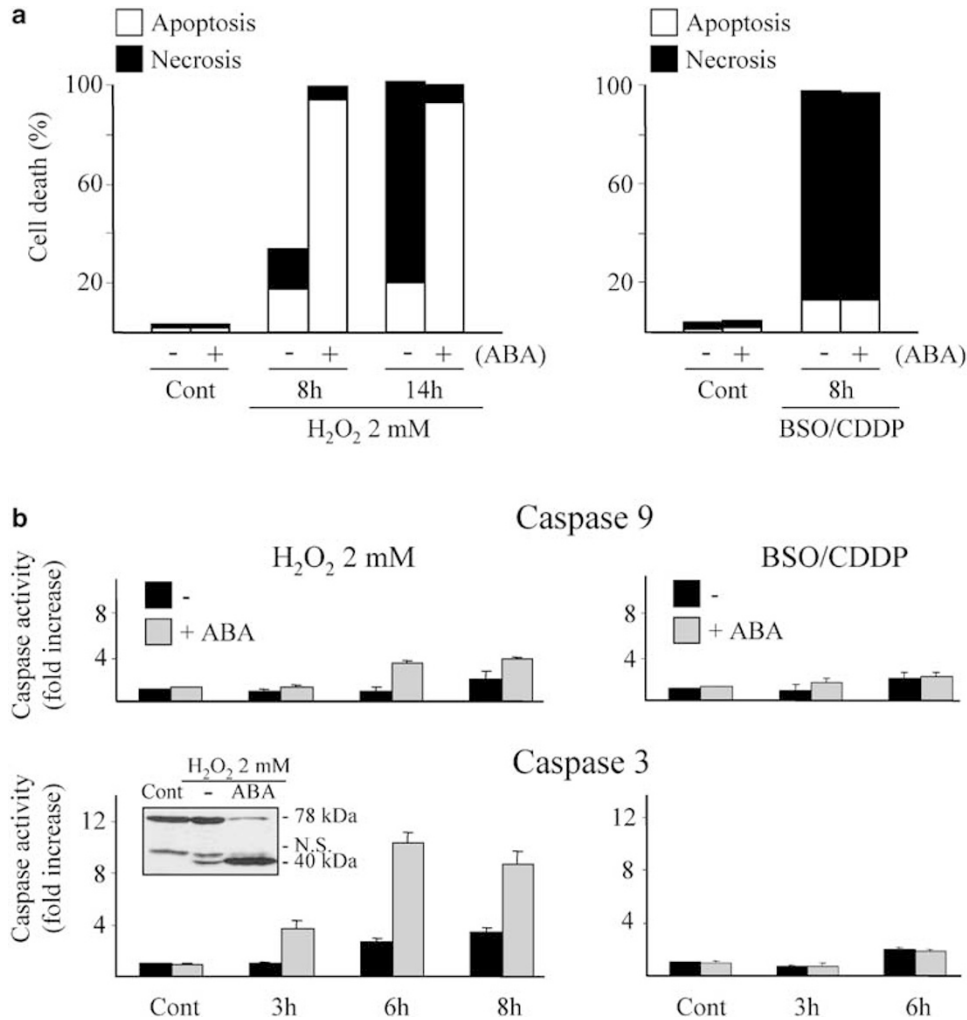 a
Apoptosis
Necrosis
Cell death (%)
100
60
20
- + - + - + (ABA)
Cont 8h 14h
H₂O₂ 2 mM
Apoptosis
Necrosis
100
60
20
- + - + (ABA)
Cont 8h
BSO/CDDP
b
Caspase 9
H₂O₂ 2 mM
BSO/CDDP
Caspase activity
(fold increase)
8
4
-
+ ABA
8
4
-
+ ABA
Caspase 3
Caspase activity
(fold increase)
12
8
4
H₂O₂ 2 mM
Cont - ABA
- 78 kDa
- N.S.
- 40 kDa
Cont 3h 6h 8h
12
8
4
Cont 3h 6h